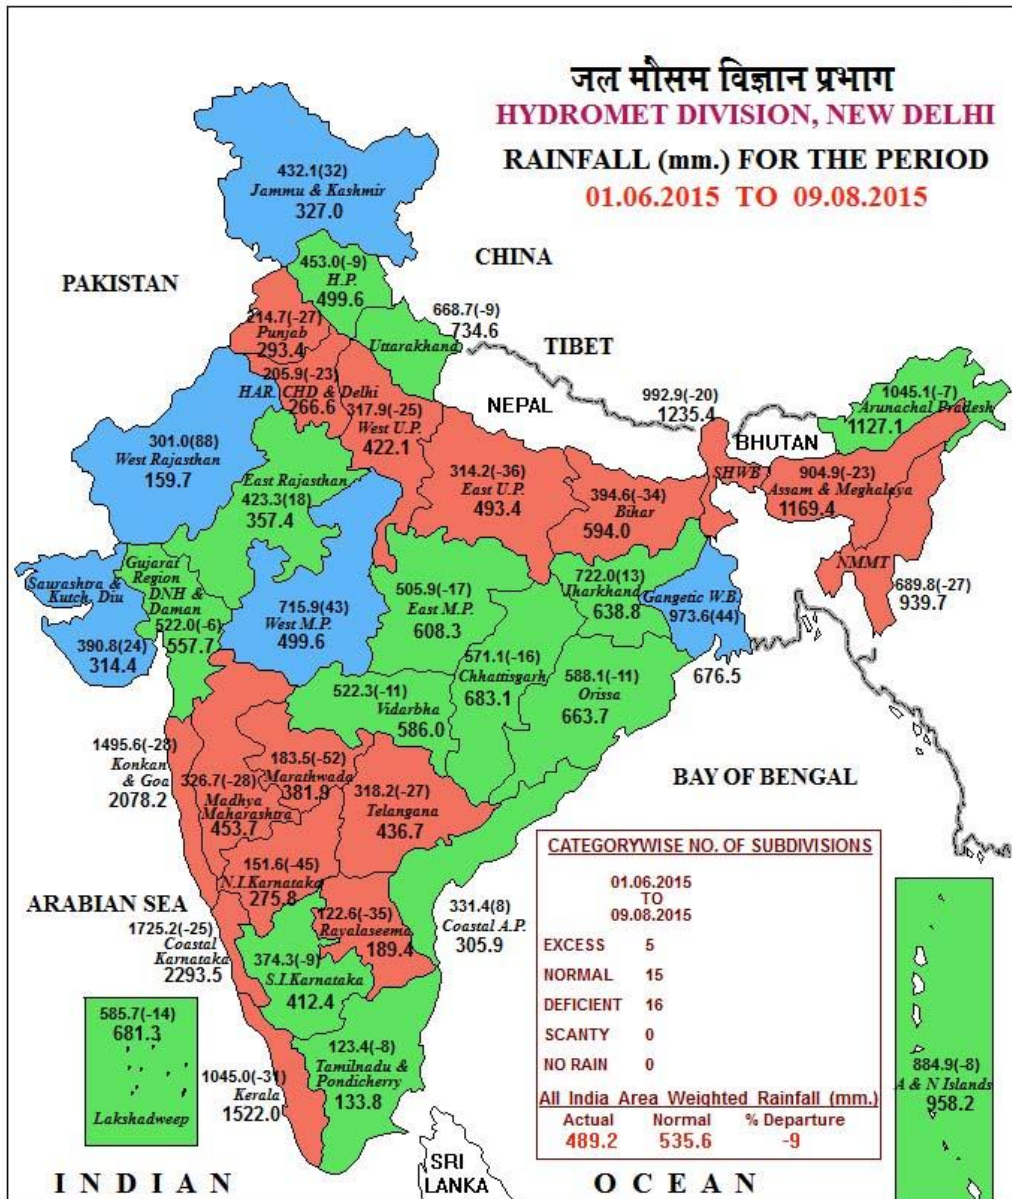 जल मौसम विज्ञान प्रभाग
HYDROMET DIVISION, NEW DELHI
RAINFALL (mm.) FOR THE PERIOD
01.06.2015 TO 09.08.2015
432.1(32)
Jammu & Kashmir
327.0
CHINA
PAKISTAN
453.0(-9)
H.P.
499.6
214.7(-27)
Punjab
293.4
668.7(-9)
734.6
Uttarakhand
TIBET
205.9(-23)
HAR. CHD & Delhi
266.6
317.9(-25)
West U.P.
422.1
NEPAL
992.9(-20)
1235.4
SHWB
BHUTAN
1045.1(-7)
Arunachal Pradesh
1127.1
301.0(88)
West Rajasthan
159.7
East Rajasthan
423.3(18)
357.4
314.2(-36)
East U.P.
493.4
394.6(-34)
Bihar
594.0
904.9(-23)
Assam & Meghalaya
1169.4
NMMT
689.8(-27)
939.7
Saurashtra &
Kutch, Diu
390.8(24)
314.4
Gujarat
Region
DNH &
Daman
522.0(-6)
557.7
715.9(43)
West M.P.
499.6
505.9(-17)
East M.P.
608.3
722.0(13)
Jharkhand
638.8
Gangetic W.B.
973.6(44)
676.5
571.1(-16)
Chhattisgarh
683.1
588.1(-11)
Orissa
663.7
522.3(-11)
Vidarbha
586.0
1495.6(-28)
Konkan
& Goa
2078.2
326.7(-28)
Madhya
Maharashtra
453.7
183.5(-52)
Marathwada
381.9
318.2(-27)
Telangana
436.7
BAY OF BENGAL
151.6(-45)
N.I.Karnataka
275.8
ARABIAN SEA
1725.2(-25)
Coastal
Karnataka
2293.5
122.6(-35)
Rayalaseema
189.4
331.4(8)
Coastal A.P.
305.9
374.3(-9)
S.I.Karnataka
412.4
585.7(-14)
681.3
Lakshadweep
1045.0(-31)
Kerala
1522.0
123.4(-8)
Tamilnadu &
Pondicherry
133.8
CATEGORYWISE NO. OF SUBDIVISIONS
01.06.2015
TO
09.08.2015
EXCESS 5
NORMAL 15
DEFICIENT 16
SCANTY 0
NO RAIN 0
All India Area Weighted Rainfall (mm.)
Actual Normal % Departure
489.2 535.6 -9
884.9(-8)
A & N Islands
958.2
SRI
LANKA
INDIAN OCEAN